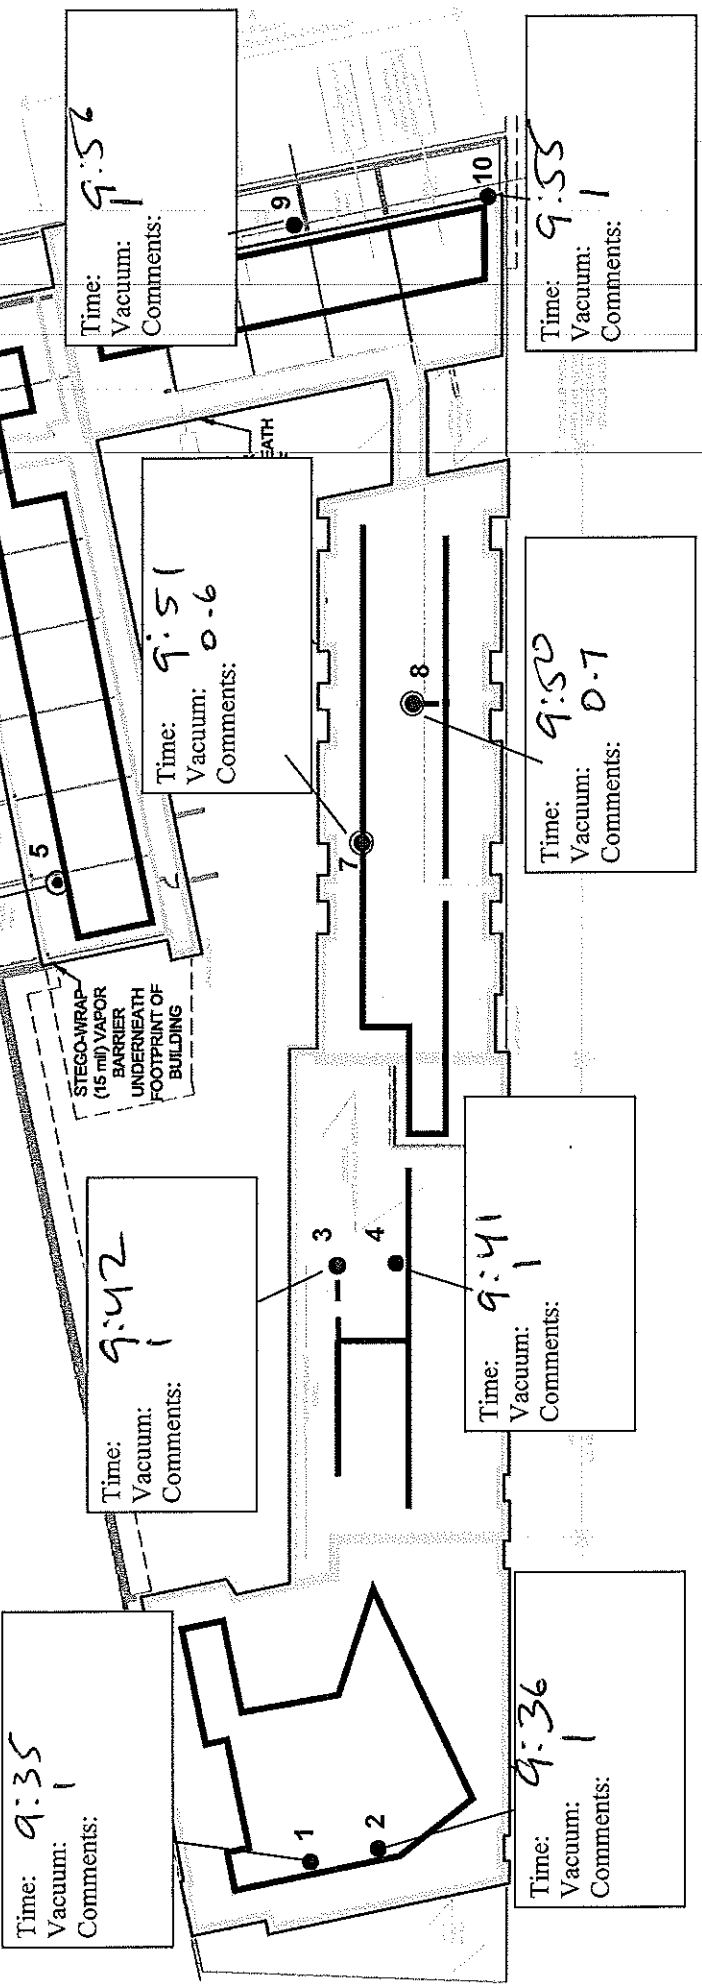 Time: 9:35
Vacuum: 1
Comments:
1
2
Time: 9:36
Vacuum: 1
Comments:
Time: 9:42
Vacuum: 1
Comments:
3
4
Time: 9:41
Vacuum: 1
Comments:
STEGO-WRAP
(15 mil) VAPOR
BARRIER
UNDERNEATH
FOOTPRINT OF
BUILDING
5
Time: 9:51
Vacuum: 0.6
Comments:
7
8
Time: 9:50
Vacuum: 0.7
Comments:
EATH
Time: 9:56
Vacuum: 1
Comments:
9
10
Time: 9:55
Vacuum: 1
Comments: